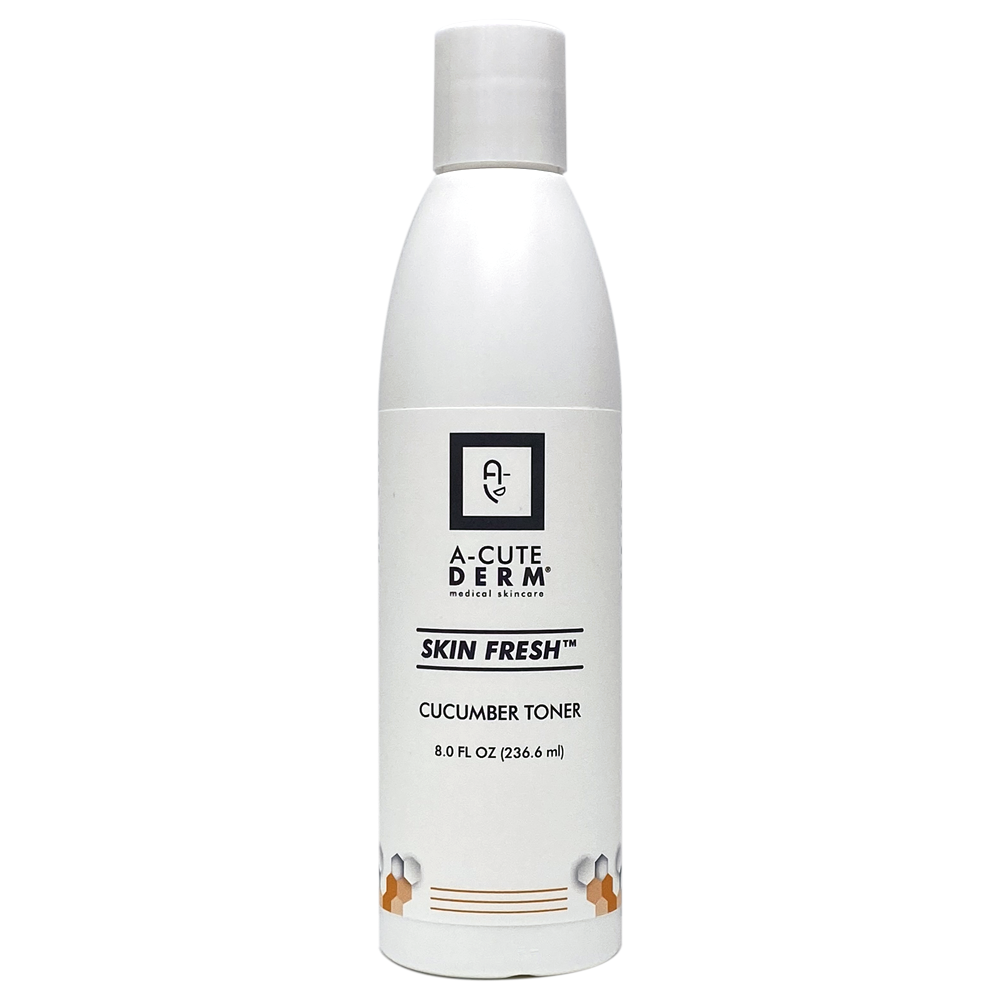 A-
A-CUTE
DERM®
medical skincare
SKIN FRESH™
CUCUMBER TONER
8.0 FL OZ (236.6 ml)